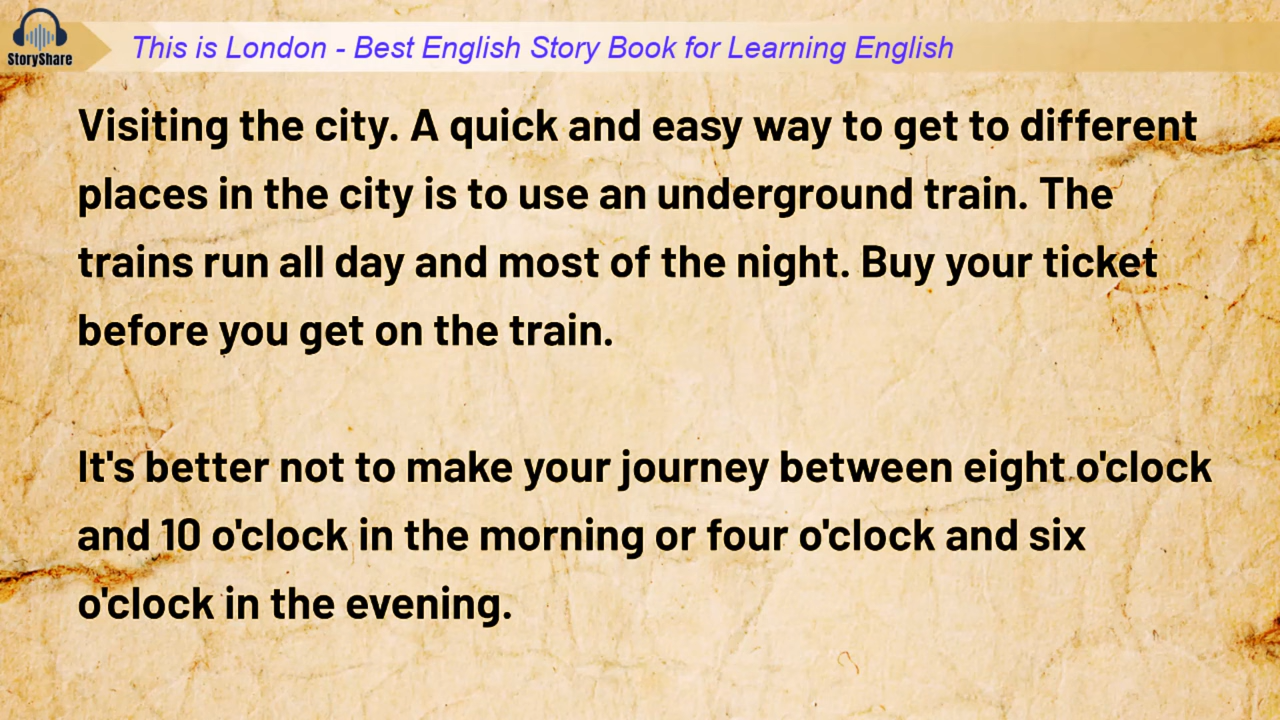 StoryShare
This is London - Best English Story Book for Learning English
Visiting the city. A quick and easy way to get to different
places in the city is to use an underground train. The
trains run all day and most of the night. Buy your ticket
before you get on the train.
It's better not to make your journey between eight o'clock
and 10 o'clock in the morning or four o'clock and six
o'clock in the evening.